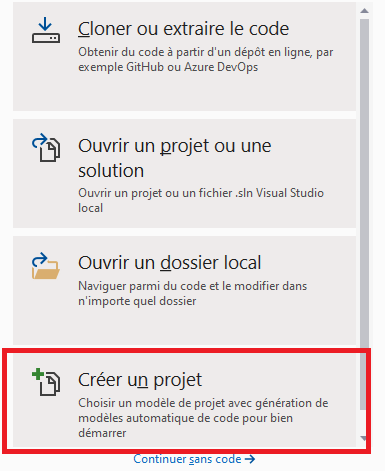 Cloner ou extraire le code
Obtenir du code à partir d'un dépôt en ligne, par
exemple GitHub ou Azure DevOps
Ouvrir un projet ou une
solution
Ouvrir un projet ou un fichier .sln Visual Studio
local
Ouvrir un dossier local
Naviguer parmi du code et le modifier dans
n'importe quel dossier
Créer un projet
Choisir un modèle de projet avec génération de
modèles automatique de code pour bien
démarrer
Continuer sans code →